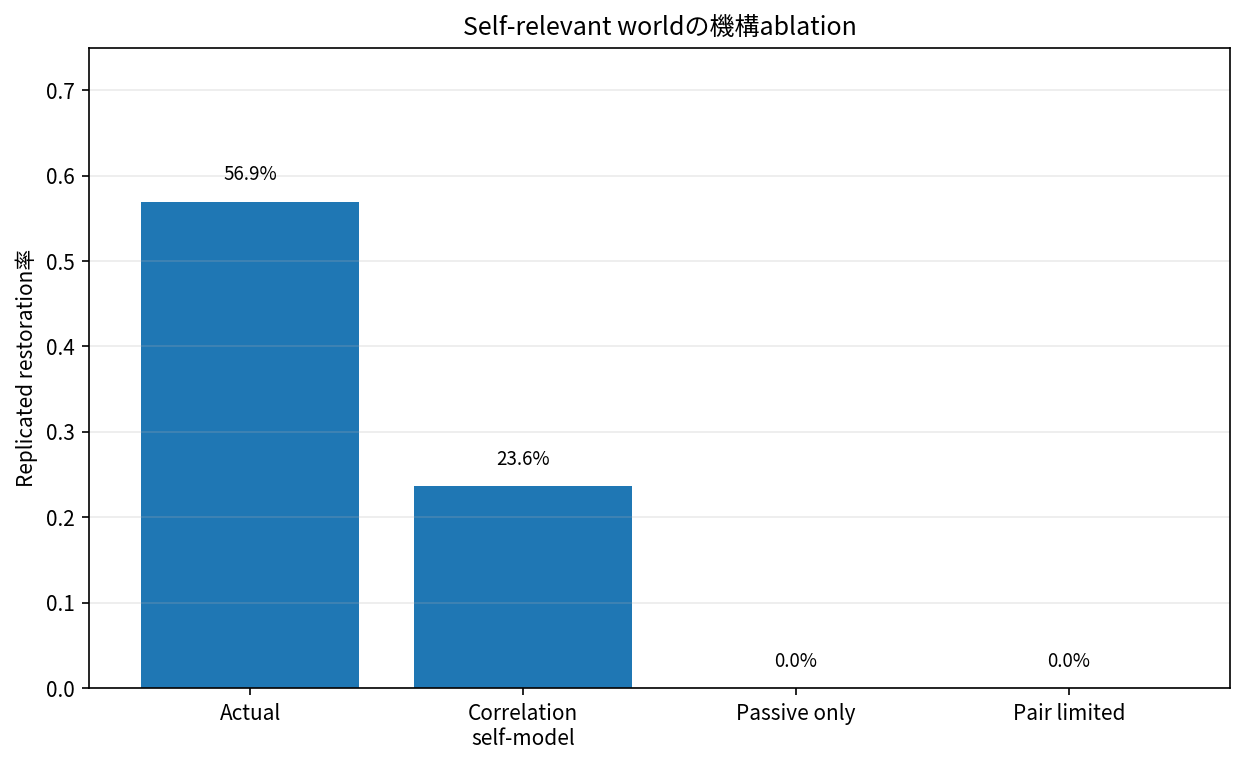 Self-relevant worldの機構ablation
Replicated restoration率
0.7
0.6
0.5
0.4
0.3
0.2
0.1
0.0
56.9%
23.6%
0.0%
0.0%
Actual
Correlation
self-model
Passive only
Pair limited